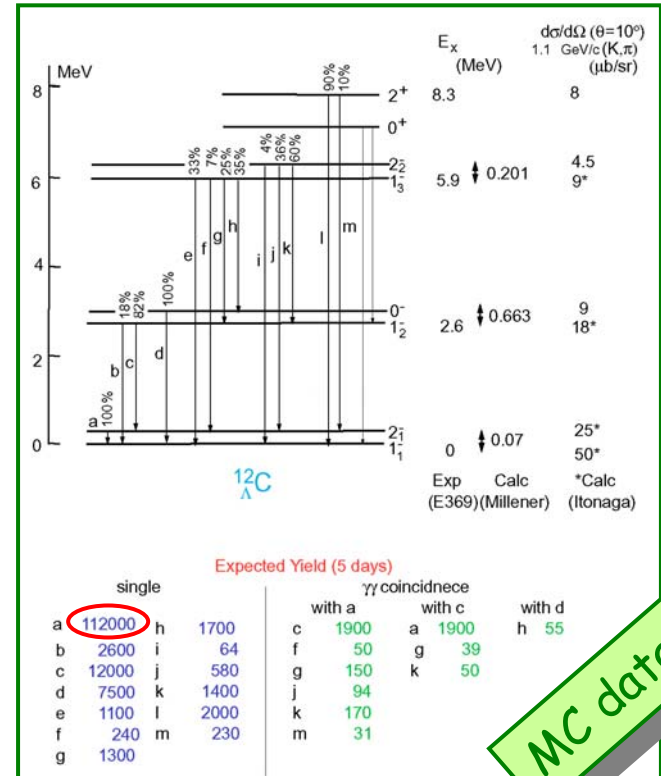 MeV
E_x
(MeV)
dσ/dΩ (θ=10°)
1.1 GeV/c (K,π)
(μb/sr)
8
90%
10%
2⁺ 8.3 8
0⁺
33%
7%
25%
35%
4%
36%
60%
2₂⁻ 4.5
6
1₃⁻ 5.9 0.201 9*
h
m
g
f
e
i
j
k
l
4
18%
82%
100%
0⁻ 9
1₂⁻ 2.6 0.663 18*
2
b
c
d
a
100%
2₁⁻ 25*
0
1₁⁻ 0 0.07 50*
¹²_ΛC
Exp Calc *Calc
(E369) (Millener) (Itonaga)
Expected Yield (5 days)
single γγ coincidnece
with a with c with d
a 112000 h 1700 c 1900 a 1900 h 55
b 2600 i 64 f 50 g 39
c 12000 j 580 g 150 k 50
d 7500 k 1400 j 94
e 1100 l 2000 k 170
f 240 m 230 m 31
g 1300
MC data